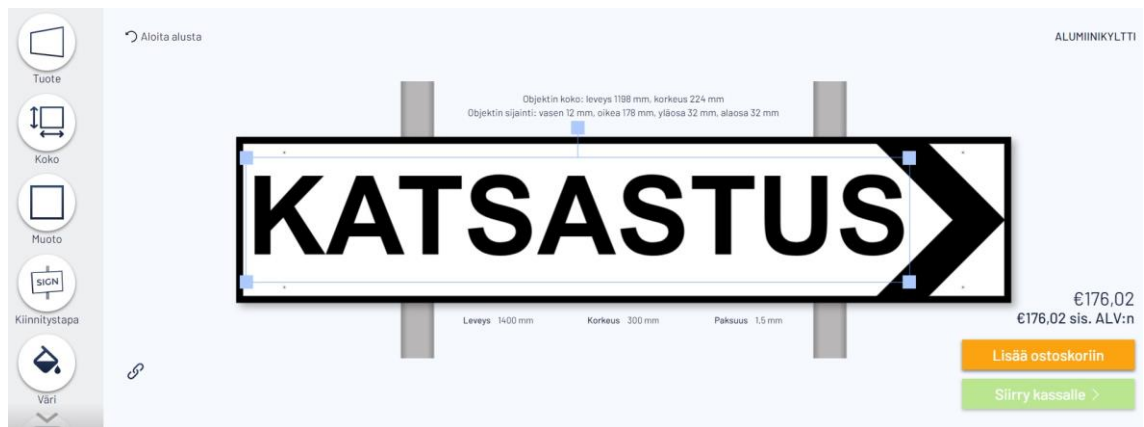 Aloita alusta
ALUMIINIKYLTTI
Tuote
Koko
Muoto
SIGN
Kiinnitystapa
Väri
Objektin koko: leveys 1198 mm, korkeus 224 mm
Objektin sijainti: vasen 12 mm, oikea 178 mm, yläosa 32 mm, alaosa 32 mm
KATSASTUS
Leveys 1400 mm Korkeus 300 mm Paksuus 1,5 mm
€176,02
€176,02 sis. ALV:n
Lisää ostoskoriin
Siirry kassalle